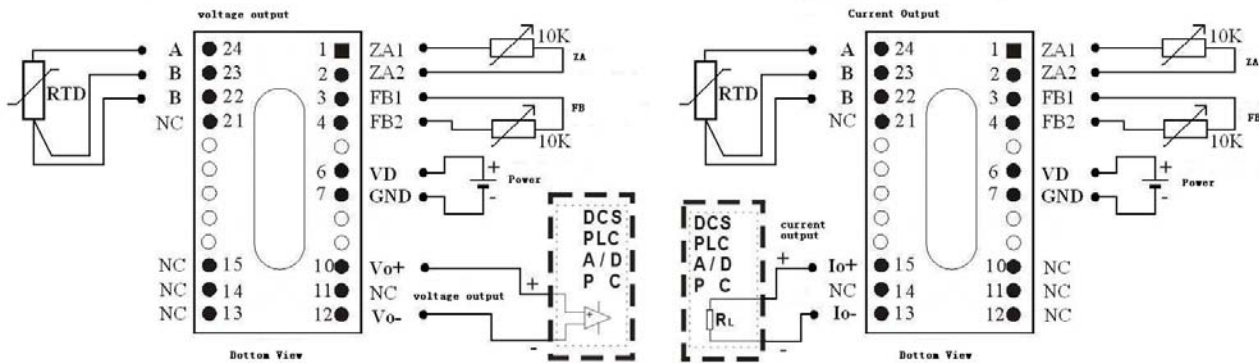 voltage output
A 24 1 ZA1 10K
ZA
B 23 2 ZA2
RTD B 22 3 FB1
FB
NC 21 4 FB2 10K
6 VD +
Power
7 GND -
NC 15 10 Vo+ +
NC 14 11 NC voltage output
NC 13 12 Vo- -
DCS
PLC
A/D
P C
+
Dottom View
Current Output
A 24 1 ZA1 10K
ZA
B 23 2 ZA2
RTD B 22 3 FB1
FB
NC 21 4 FB2 10K
6 VD +
Power
7 GND -
DCS
PLC
A/D
P C
RL
current
output
+ Io+ 15 10 NC
NC 14 11 NC
- Io- 13 12 NC
Dottom View